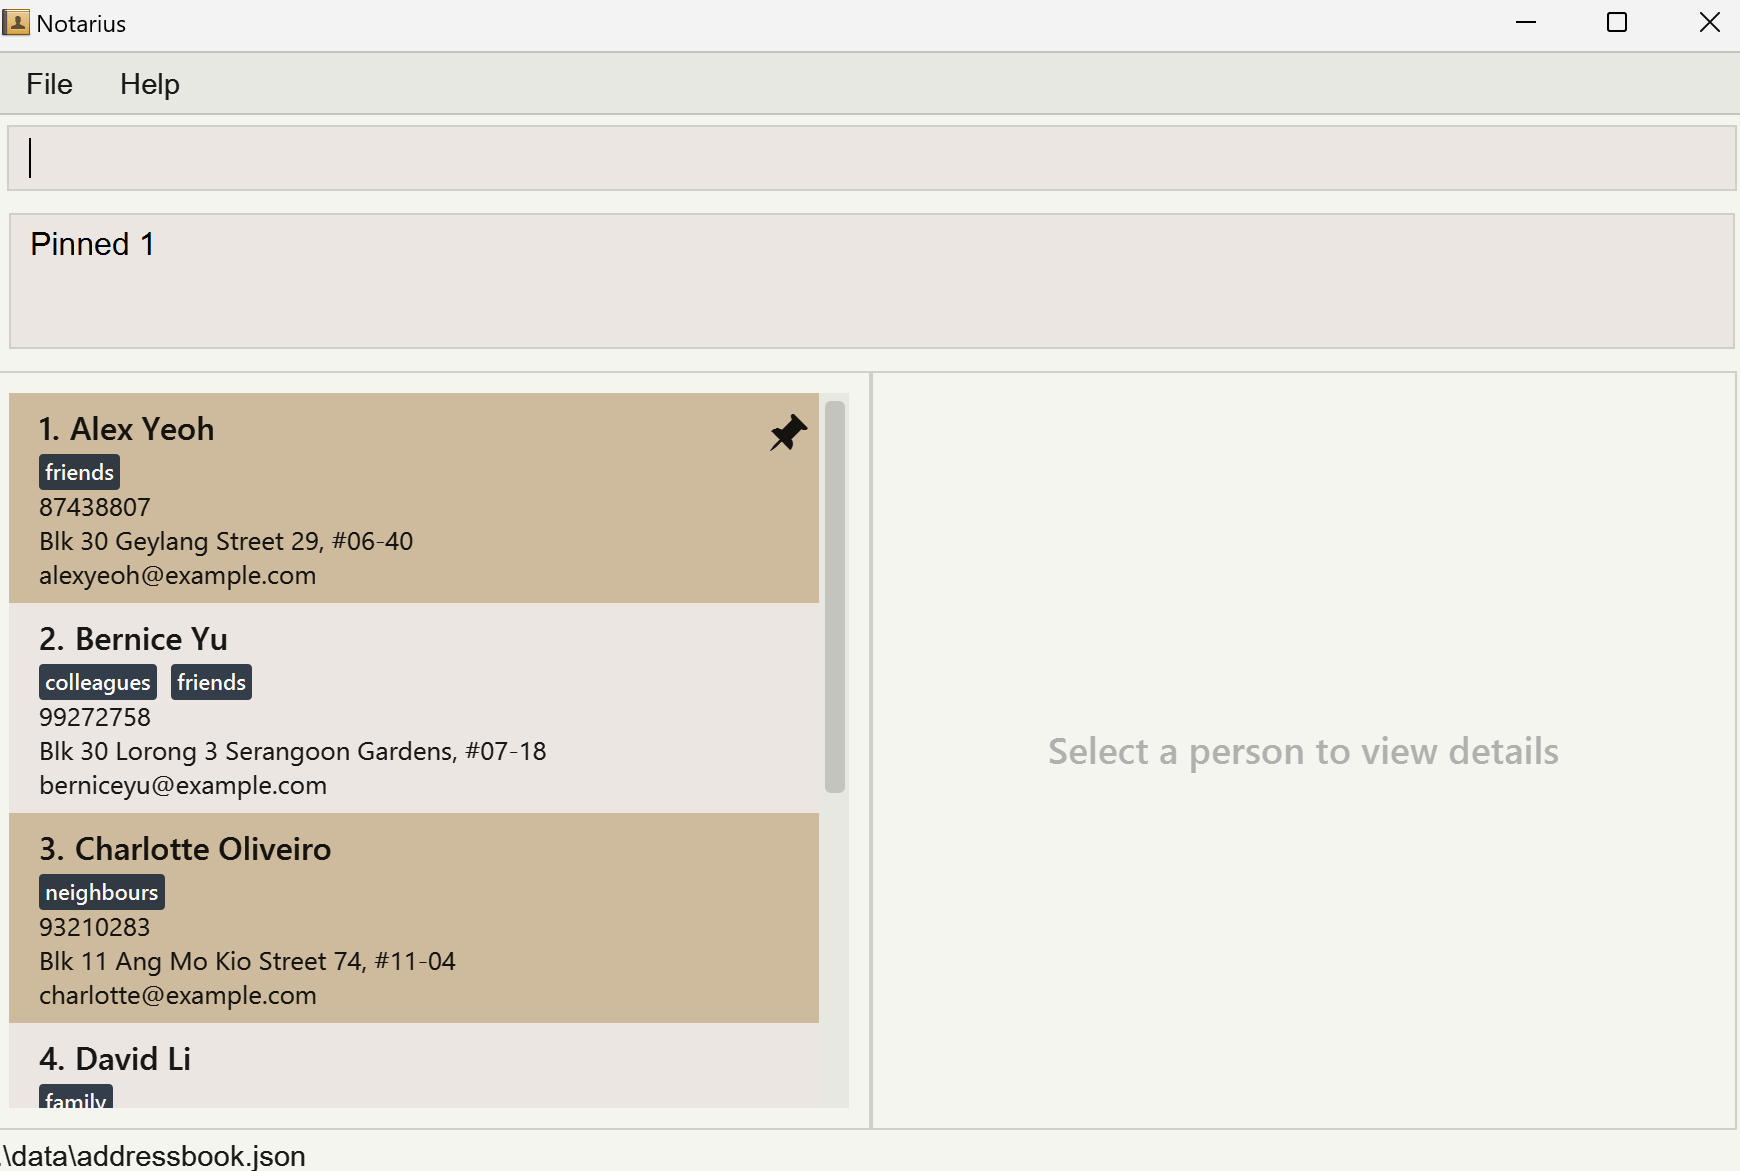 Notarius
File Help
Pinned 1
1. Alex Yeoh
friends
87438807
Blk 30 Geylang Street 29, #06-40
alexyeoh@example.com
2. Bernice Yu
colleagues friends
99272758
Blk 30 Lorong 3 Serangoon Gardens, #07-18
berniceyu@example.com
3. Charlotte Oliveiro
neighbours
93210283
Blk 11 Ang Mo Kio Street 74, #11-04
charlotte@example.com
4. David Li
family
Select a person to view details
.\data\addressbook.json